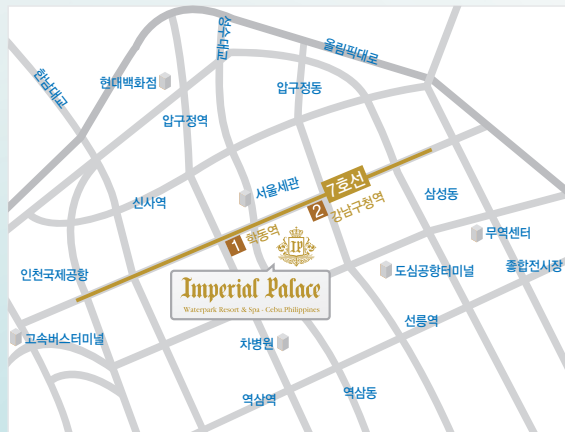 성수대교
올림픽대로
한남대교
현대백화점
압구정동
압구정역
7호선
서울세관
삼성동
신사역
2
강남구청역
1
학동역
무역센터
IP
인천국제공항
도심공항터미널
종합전시장
Imperial Palace
Waterpark Resort & Spa - Cebu.Philippines
선릉역
고속버스터미널
차병원
역삼역
역삼동